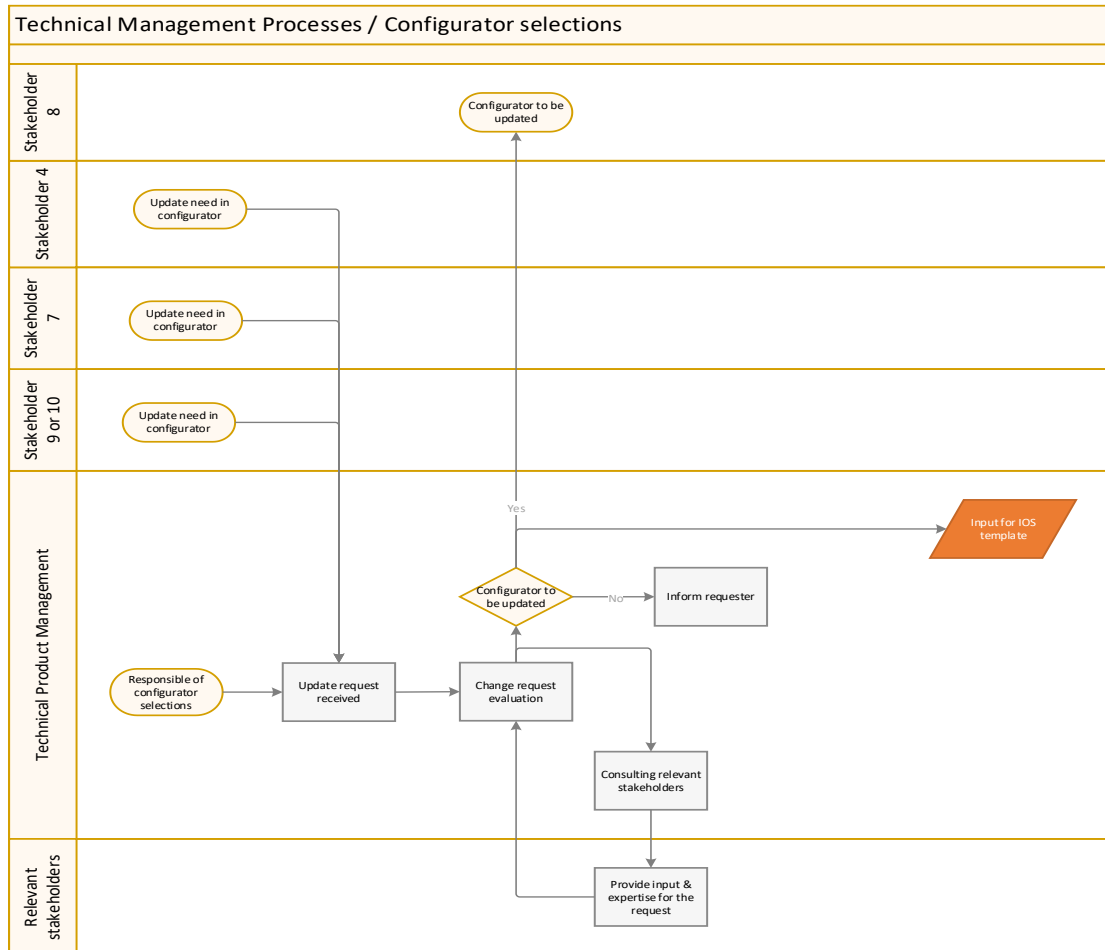 Technical Management Processes / Configurator selections
Stakeholder
8
Configurator to be
updated
Stakeholder 4
Update need in
configurator
Stakeholder
7
Update need in
configurator
Stakeholder
9 or 10
Update need in
configurator
Technical Product Management
Yes
Input for IOS
template
Configurator to
be updated
No
Inform requester
Responsible of
configurator
selections
Update request
received
Change request
evaluation
Consulting relevant
stakeholders
Relevant
stakeholders
Provide input &
expertise for the
request